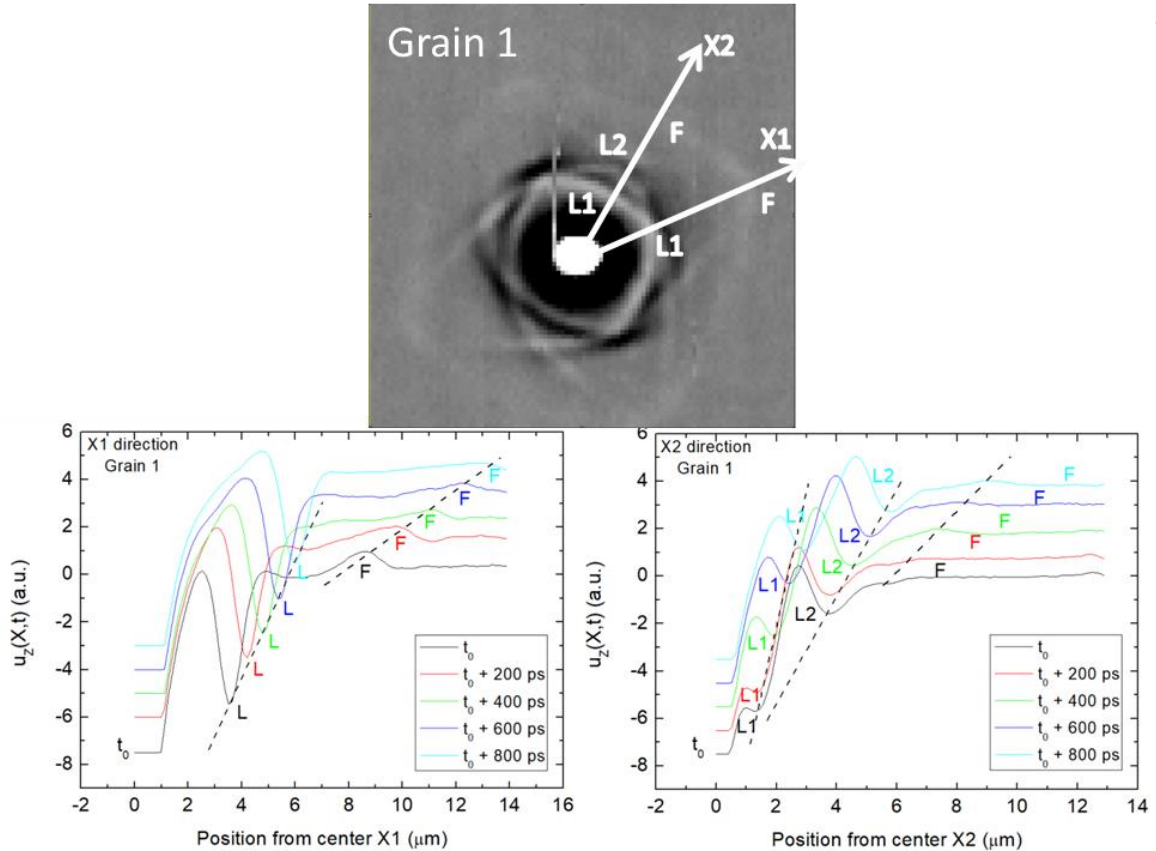 Grain 1
X2
L2
F
X1
L1
F
L1
X1 direction
Grain 1
6
4
2
0
-2
-4
-6
-8
u_Z(X,t) (a.u.)
F
F
F
F
F
L
L
L
L
L
t₀
t₀
t₀ + 200 ps
t₀ + 400 ps
t₀ + 600 ps
t₀ + 800 ps
-2 0 2 4 6 8 10 12 14 16
Position from center X1 (μm)
X2 direction
Grain 1
6
4
2
0
-2
-4
-6
-8
u_Z(X,t) (a.u.)
L2
F
L1
F
L2
F
F
L1
L2
F
L2
L1
L1
L1
t₀
t₀ + 200 ps
t₀ + 400 ps
t₀ + 600 ps
t₀ + 800 ps
-2 0 2 4 6 8 10 12 14
Position from center X2 (μm)